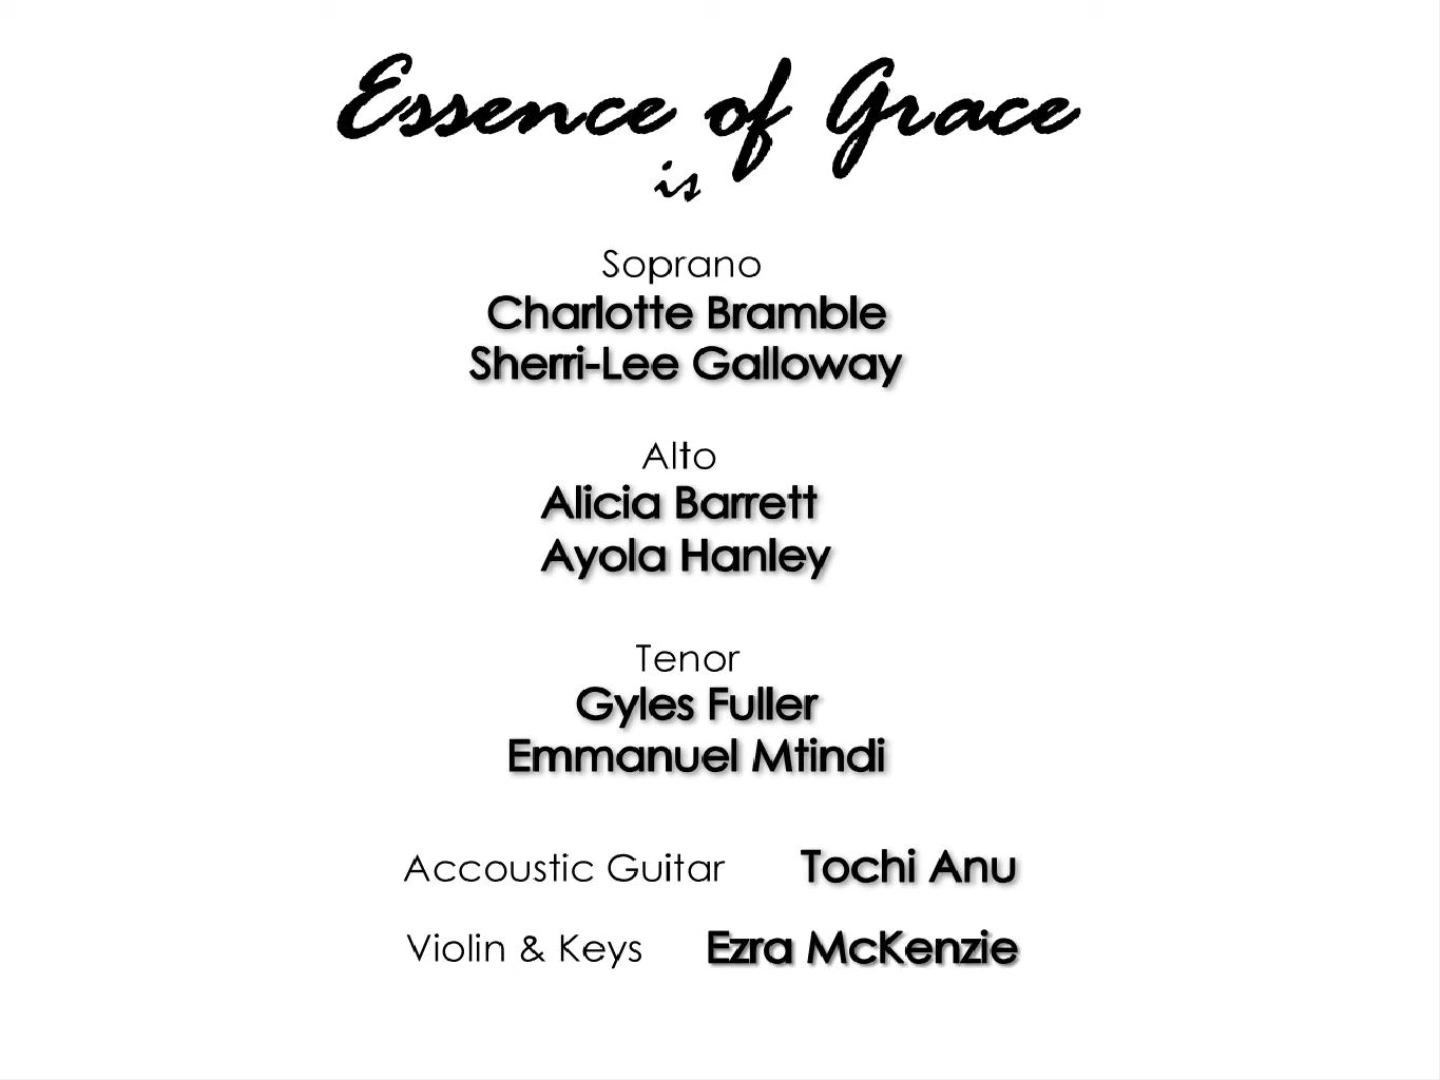 Essence of Grace
is
Soprano
Charlotte Bramble
Sherri-Lee Galloway
Alto
Alicia Barrett
Ayola Hanley
Tenor
Gyles Fuller
Emmanuel Mtindi
Accoustic Guitar Tochi Anu
Violin & Keys Ezra McKenzie